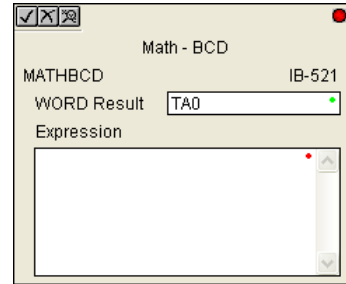 Math - BCD
MATHBCD IB-521
WORD Result TA0
Expression